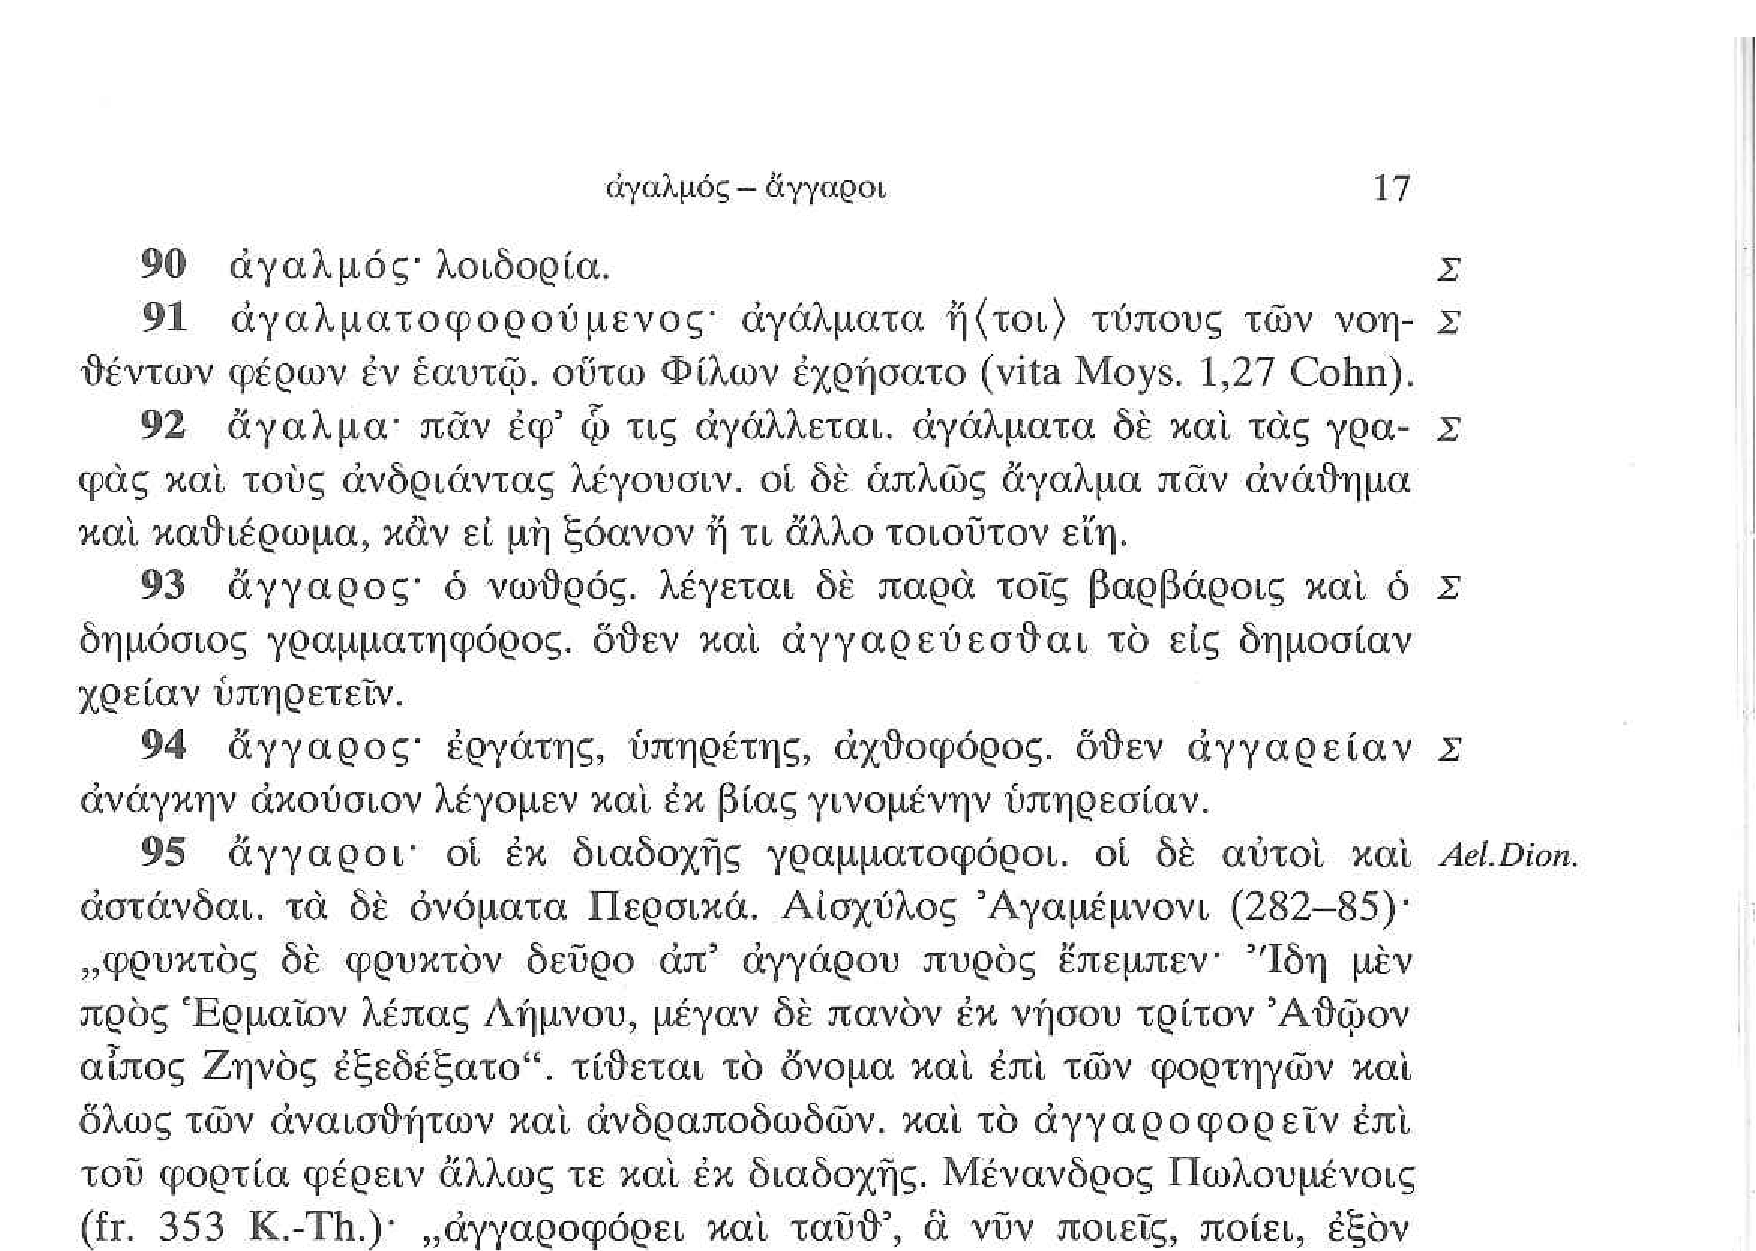 ἀγαλμός – ἄγγαροι 17
90 ἀγαλμός· λοιδορία. Σ
91 ἀγαλματοφορούμενος· ἀγάλματα ἤ⟨τοι⟩ τύπους τῶν νοη- Σ
θέντων φέρων ἐν ἑαυτῷ. οὕτω Φίλων ἐχρήσατο (vita Moys. 1,27 Cohn).
92 ἄγαλμα· πᾶν ἐφ’ ᾧ τις ἀγάλλεται. ἀγάλματα δὲ καὶ τὰς γρα- Σ
φὰς καὶ τοὺς ἀνδριάντας λέγουσιν. οἱ δὲ ἁπλῶς ἄγαλμα πᾶν ἀνάθημα
καὶ καθιέρωμα, κἂν εἰ μὴ ξόανον ἤ τι ἄλλο τοιοῦτον εἴη.
93 ἄγγαρος· ὁ νωθρός. λέγεται δὲ παρὰ τοῖς βαρβάροις καὶ ὁ Σ
δημόσιος γραμματηφόρος. ὅθεν καὶ ἀγγαρεύεσθαι τὸ εἰς δημοσίαν
χρείαν ὑπηρετεῖν.
94 ἄγγαρος· ἐργάτης, ὑπηρέτης, ἀχθοφόρος. ὅθεν ἀγγαρείαν Σ
ἀνάγκην ἀκούσιον λέγομεν καὶ ἐκ βίας γινομένην ὑπηρεσίαν.
95 ἄγγαροι· οἱ ἐκ διαδοχῆς γραμματοφόροι. οἱ δὲ αὐτοὶ καὶ Ael.Dion.
ἀστάνδαι. τὰ δὲ ὀνόματα Περσικά. Αἰσχύλος Ἀγαμέμνονι (282–85)·
„φρυκτὸς δὲ φρυκτὸν δεῦρο ἀπ’ ἀγγάρου πυρὸς ἔπεμπεν· Ἴδη μὲν
πρὸς Ἑρμαῖον λέπας Λήμνου, μέγαν δὲ πανὸν ἐκ νήσου τρίτον Ἀθῷον
αἶπος Ζηνὸς ἐξεδέξατο“. τίθεται τὸ ὄνομα καὶ ἐπὶ τῶν φορτηγῶν καὶ
ὅλως τῶν ἀναισθήτων καὶ ἀνδραποδωδῶν. καὶ τὸ ἀγγαροφορεῖν ἐπὶ
τοῦ φορτία φέρειν ἄλλως τε καὶ ἐκ διαδοχῆς. Μένανδρος Πωλουμένοις
(fr. 353 K.-Th.)· „ἀγγαροφόρει καὶ ταῦθ’, ἃ νῦν ποιεῖς, ποίει, ἐξὸν